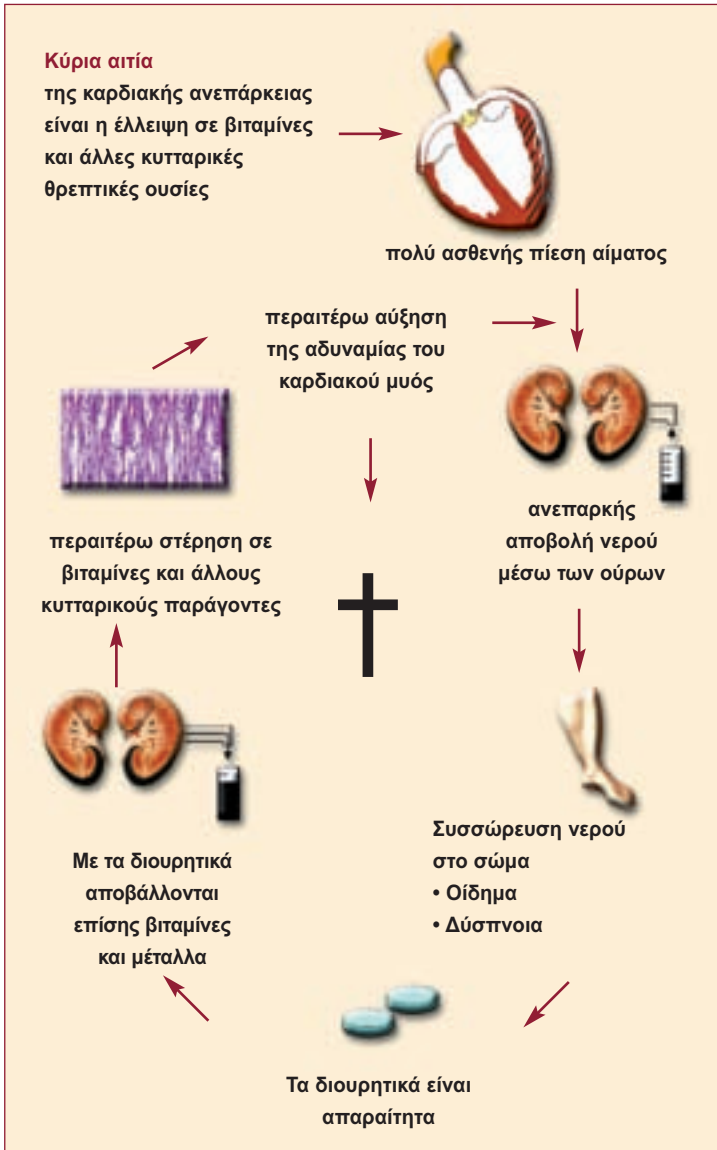 Κύρια αιτία
της καρδιακής ανεπάρκειας
είναι η έλλειψη σε βιταμίνες
και άλλες κυτταρικές
θρεπτικές ουσίες
πολύ ασθενής πίεση αίματος
περαιτέρω αύξηση
της αδυναμίας του
καρδιακού μυός
ανεπαρκής
αποβολή νερού
μέσω των ούρων
περαιτέρω στέρηση σε
βιταμίνες και άλλους
κυτταρικούς παράγοντες
Συσσώρευση νερού
στο σώμα
• Οίδημα
• Δύσπνοια
Με τα διουρητικά
αποβάλλονται
επίσης βιταμίνες
και μέταλλα
Τα διουρητικά είναι
απαραίτητα